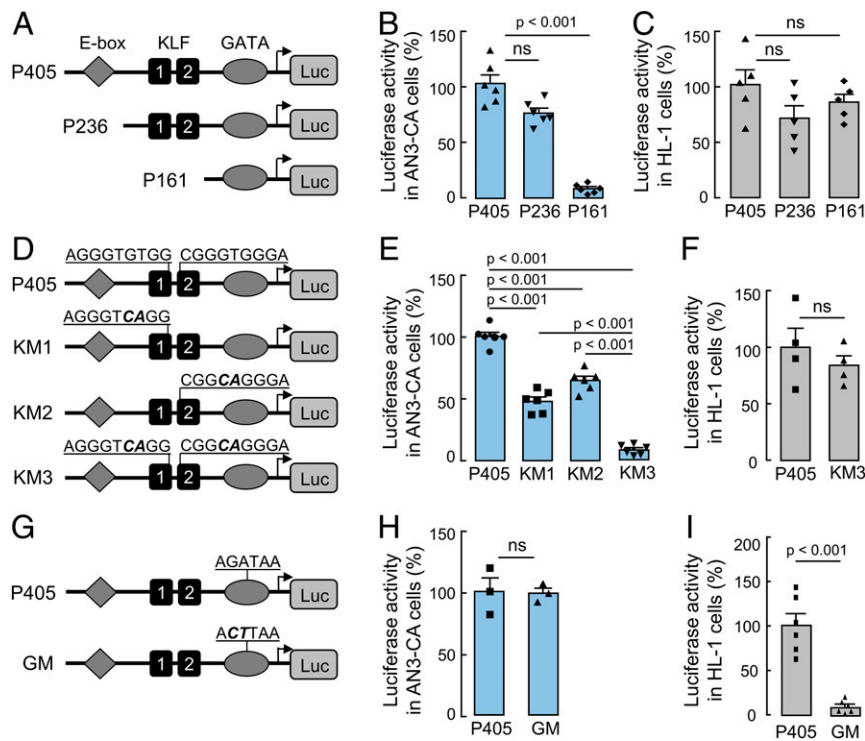 A
E-box KLF GATA
P405 1 2 Luc
P236 1 2 Luc
P161 Luc
B
Luciferase activity
in AN3-CA cells (%)
150
100
50
0
p < 0.001
ns
P405 P236 P161
C
Luciferase activity
in HL-1 cells (%)
150
100
50
0
ns
ns
P405 P236 P161
D
AGGGTGTGG CGGGTGGGA
P405 1 2 Luc
AGGGTCAGG
KM1 1 2 Luc
CGGCAGGGA
KM2 1 2 Luc
AGGGTCAGG CGGCAGGGA
KM3 1 2 Luc
E
Luciferase activity
in AN3-CA cells (%)
150
100
50
0
p < 0.001
p < 0.001
p < 0.001
p < 0.001
p < 0.001
P405 KM1 KM2 KM3
F
Luciferase activity
in HL-1 cells (%)
150
100
50
0
ns
P405 KM3
G
AGATAA
P405 1 2 Luc
ACTTAA
GM 1 2 Luc
H
Luciferase activity
in AN3-CA cells (%)
150
100
50
0
ns
P405 GM
I
Luciferase activity
in HL-1 cells (%)
200
150
100
50
0
p < 0.001
P405 GM